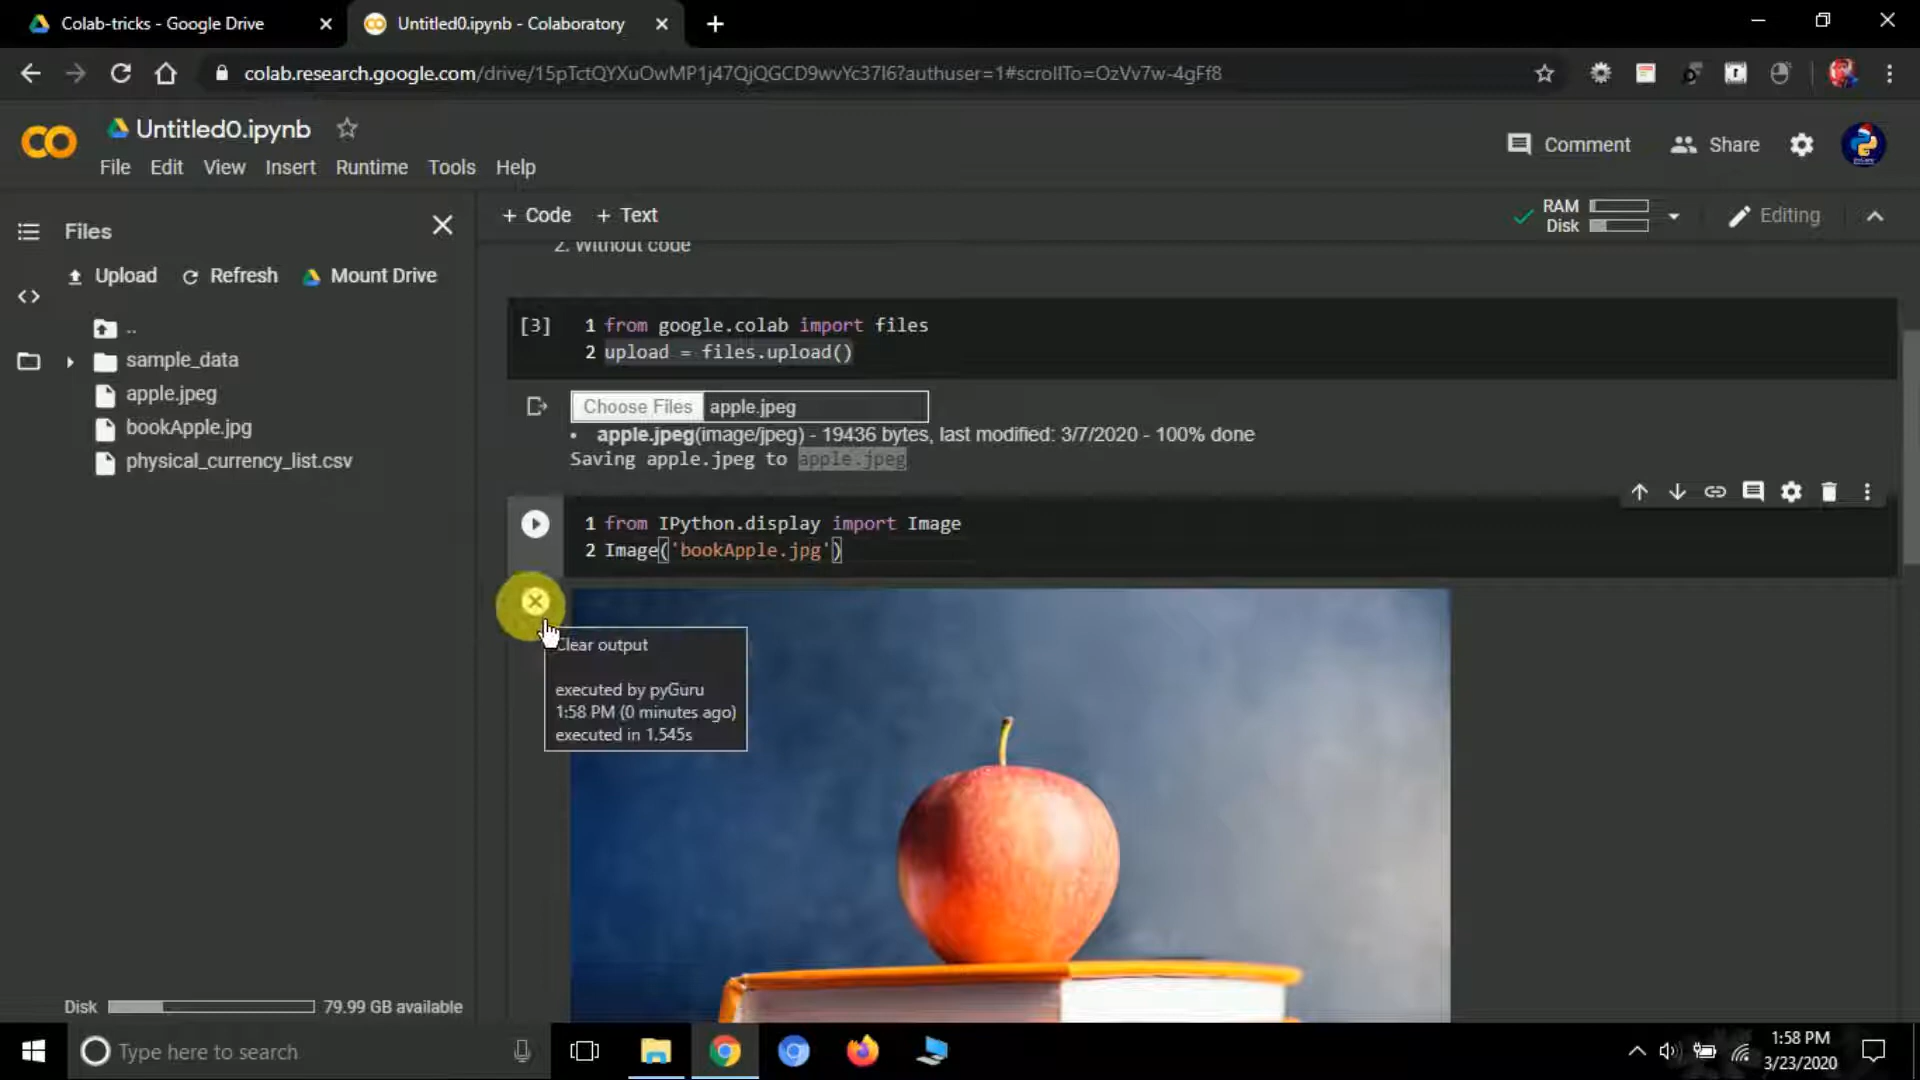 Colab-tricks - Google Drive
Untitled0.ipynb - Colaboratory
colab.research.google.com/drive/15pTctQYXuOwMP1j47QjQGCD9wvYc37I6?authuser=1#scrollTo=OzVv7w-4gFf8
Untitled0.ipynb
Comment
Share
File Edit View Insert Runtime Tools Help
Files
+ Code + Text
RAM
Disk
Editing
2. Without code
Upload Refresh Mount Drive
..
sample_data
apple.jpeg
bookApple.jpg
physical_currency_list.csv
[3] 1 from google.colab import files
2 upload = files.upload()
Choose Files apple.jpeg
• apple.jpeg(image/jpeg) - 19436 bytes, last modified: 3/7/2020 - 100% done
Saving apple.jpeg to apple.jpeg
1 from IPython.display import Image
2 Image('bookApple.jpg')
Clear output
executed by pyGuru
1:58 PM (0 minutes ago)
executed in 1.545s
Disk 79.99 GB available
Type here to search
1:58 PM
3/23/2020